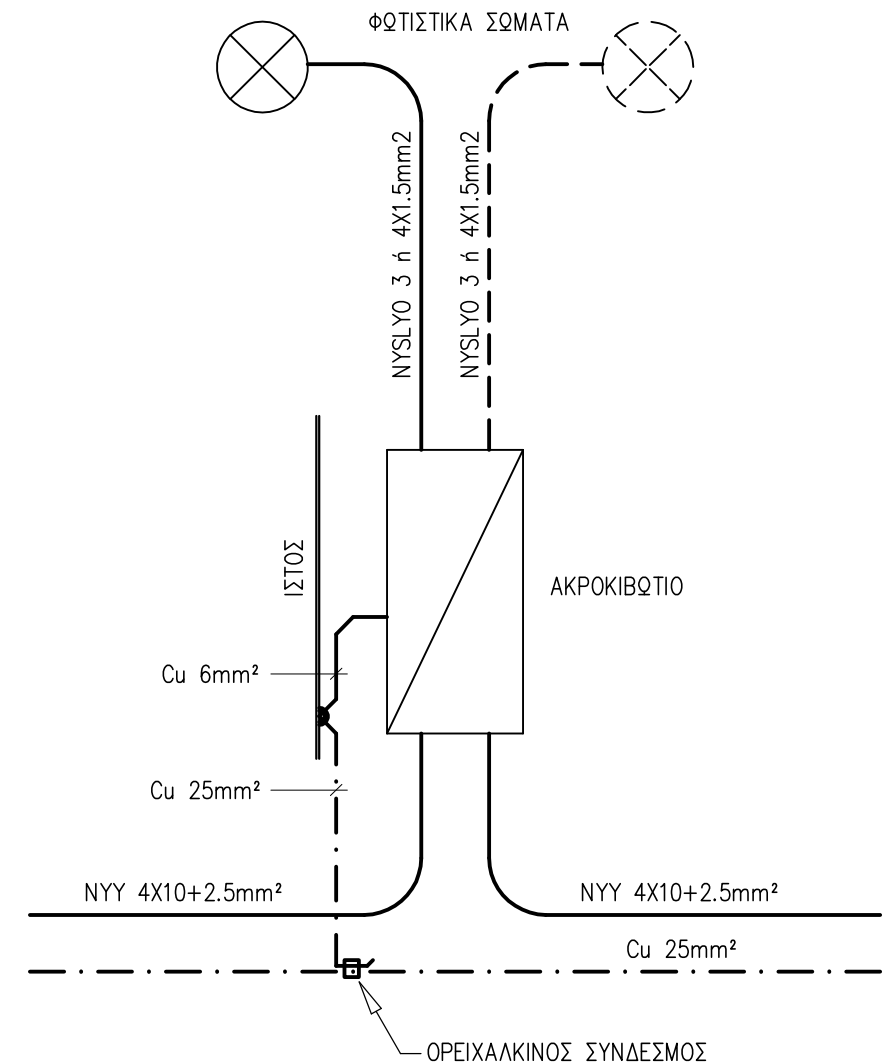 ΦΩΤΙΣΤΙΚΑ ΣΩΜΑΤΑ
NYSLYO 3 ή 4X1.5mm2
NYSLYO 3 ή 4X1.5mm2
ΙΣΤΟΣ
ΑΚΡΟΚΙΒΩΤΙΟ
Cu 6mm²
Cu 25mm²
NYY 4X10+2.5mm²
NYY 4X10+2.5mm²
Cu 25mm²
ΟΡΕΙΧΑΛΚΙΝΟΣ ΣΥΝΔΕΣΜΟΣ